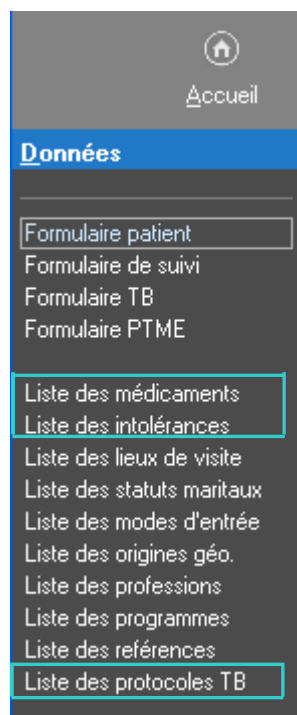 Accueil
Données
Formulaire patient
Formulaire de suivi
Formulaire TB
Formulaire PTME
Liste des médicaments
Liste des intolérances
Liste des lieux de visite
Liste des statuts maritaux
Liste des modes d'entrée
Liste des origines géo.
Liste des professions
Liste des programmes
Liste des reférences
Liste des protocoles TB